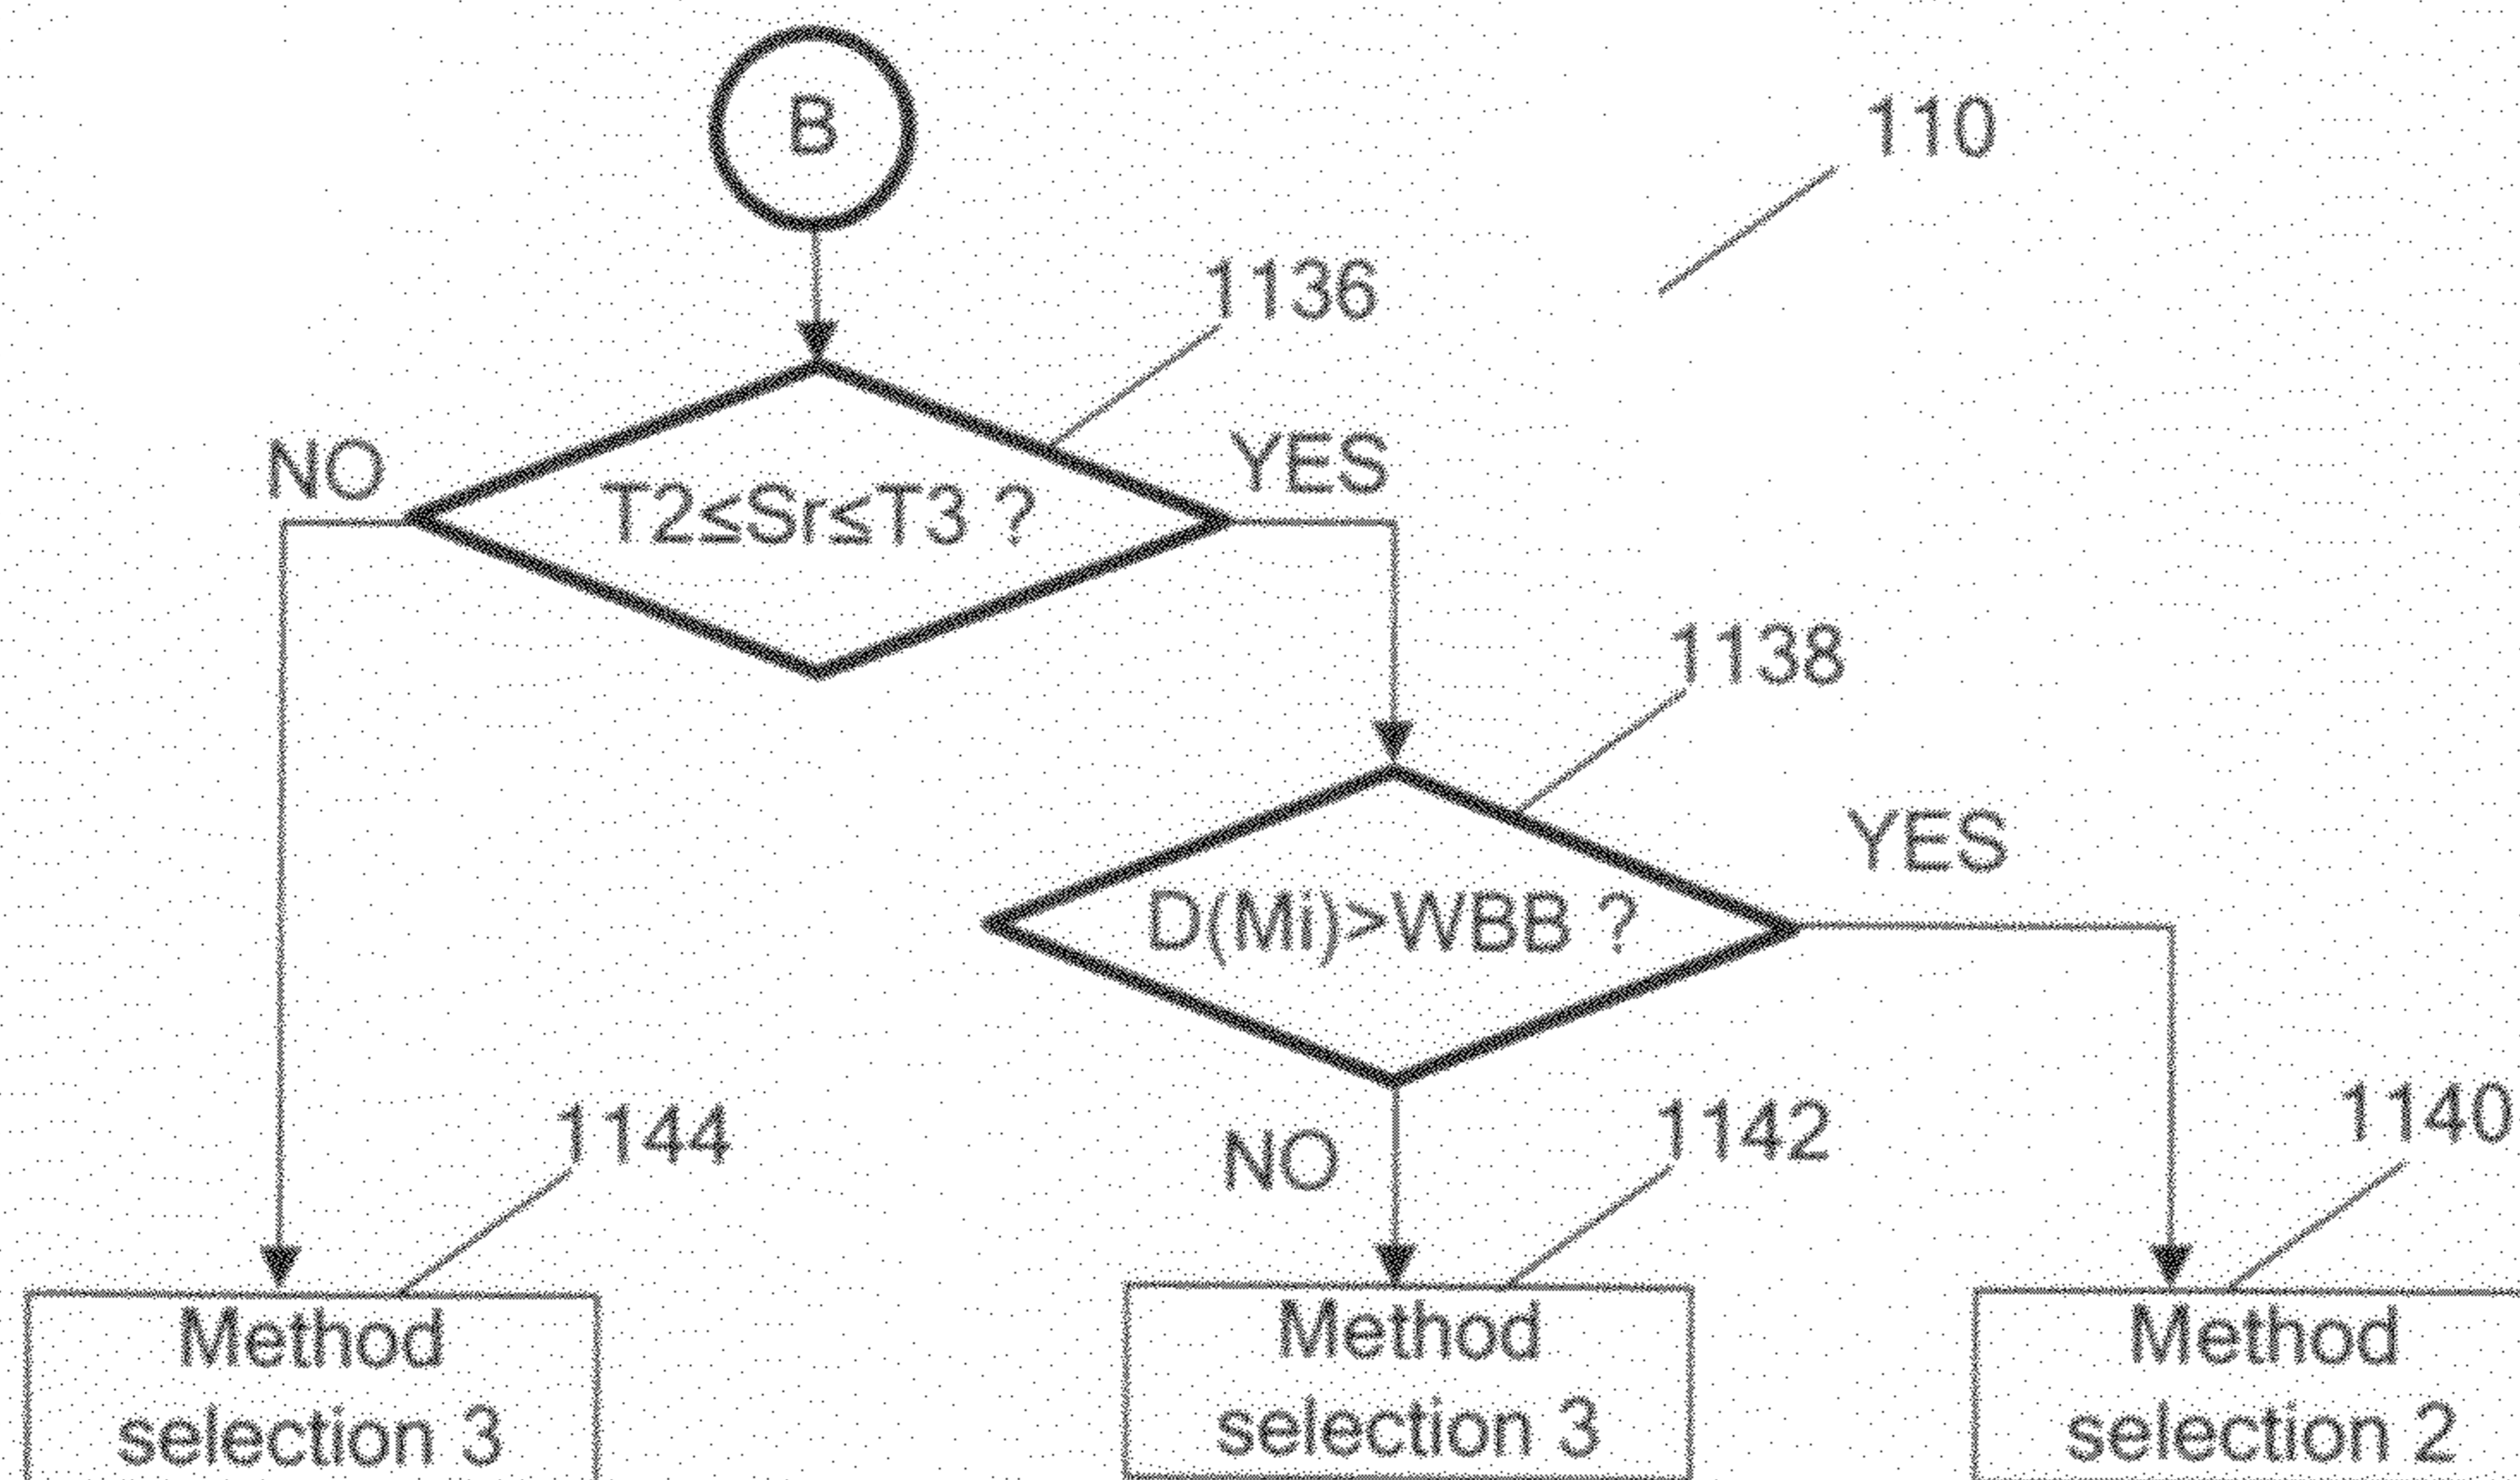 B
110
1136
NO
YES
T2≤Sr≤T3 ?
1138
YES
D(Mi)>WBB ?
1140
1144
1142
NO
Method
selection 3
Method
selection 3
Method
selection 2